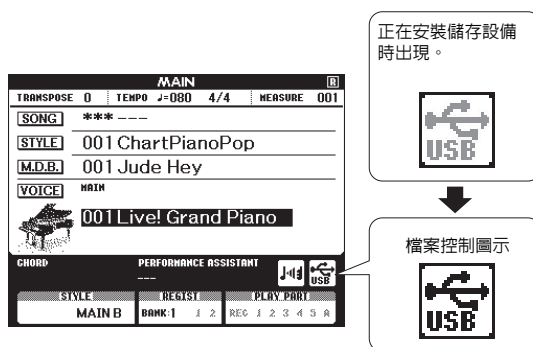 MAIN
R
TRANSPOSE 0 TEMPO ♩=080 4/4 MEASURE 001
SONG *** ---
STYLE 001 ChartPianoPop
M.D.B. 001 Jude Hey
VOICE MAIN
001 Live! Grand Piano
CHORD PERFORMANCE ASSISTANT
---
USB
STYLE REGIST PLAY PART
MAIN B BANK:1 1 2 REC 1 2 3 4 5 A
正在安裝儲存設備
時出現。
USB
檔案控制圖示
USB